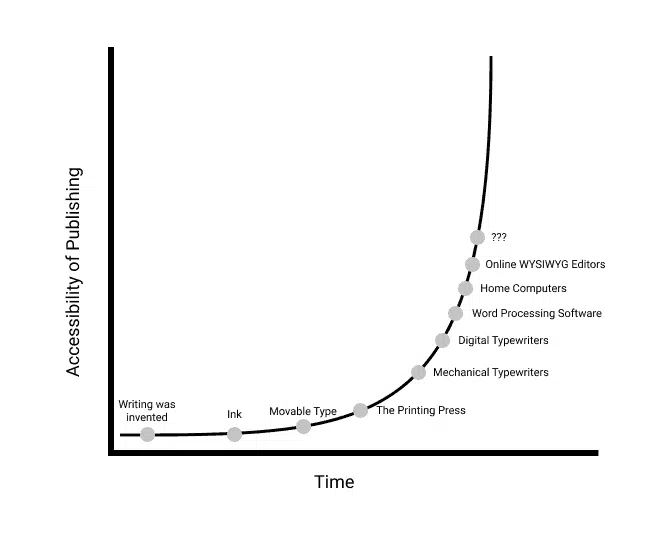 Accessibility of Publishing
???
Online WYSIWYG Editors
Home Computers
Word Processing Software
Digital Typewriters
Mechanical Typewriters
Writing was
invented
Ink
Movable Type
The Printing Press
Time